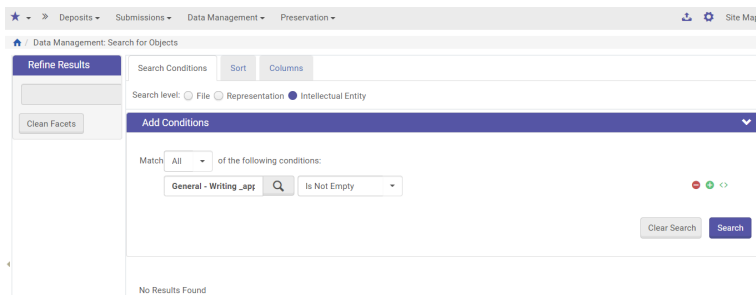 Deposits Submissions Data Management Preservation Site Map
/ Data Management: Search for Objects
Refine Results
Clean Facets
Search Conditions Sort Columns
Search level: File Representation Intellectual Entity
Add Conditions
Match All of the following conditions:
General - Writing _app Is Not Empty
Clear Search Search
No Results Found